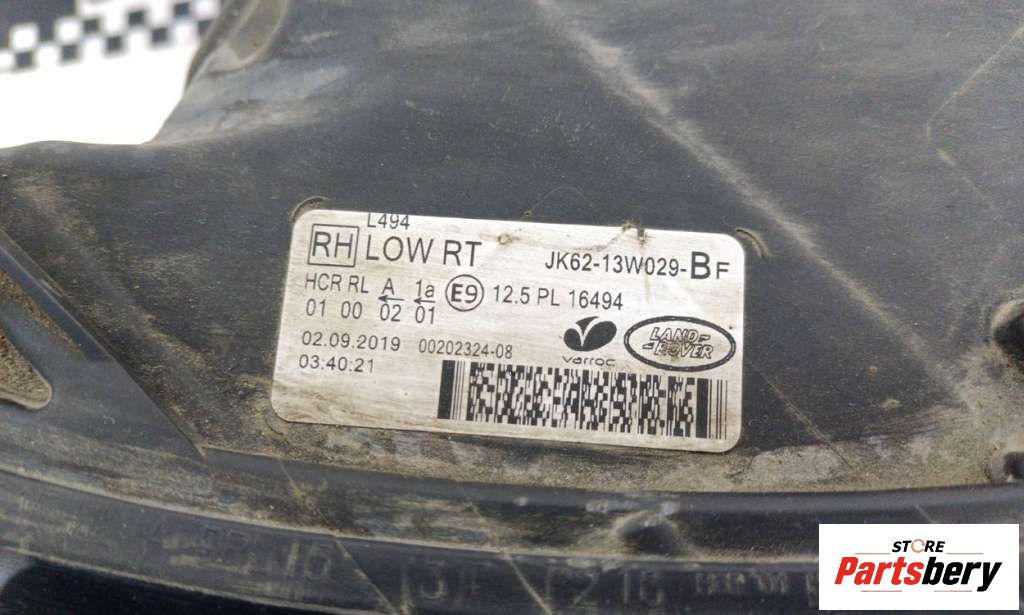 L494
RH LOW RT JK62-13W029-BF
HCR RL A 1a E9 12.5 PL 16494
01 00 02 01
02.09.2019 00202324-08
03:40:21
varroc
LAND
ROVER
STORE
Partsbery